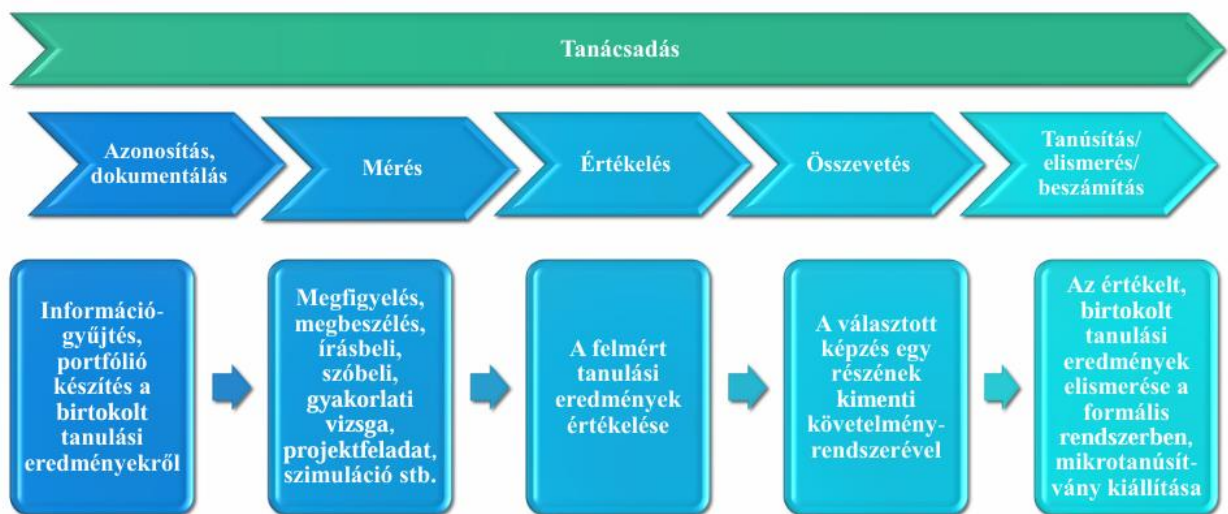 Tanácsadás
Azonosítás,
dokumentálás
Mérés
Értékelés
Összevetés
Tanúsítás/
elismerés/
beszámítás
Információ-
gyűjtés,
portfólió
készítés a
birtokolt
tanulási
eredményekről
Megfigyelés,
megbeszélés,
írásbeli,
szóbeli,
gyakorlati
vizsga,
projektfeladat,
szimuláció stb.
A felmért
tanulási
eredmények
értékelése
A választott
képzés egy
részének
kimenti
követelmény-
rendszerével
Az értékelt,
birtokolt
tanulási
eredmények
elismerése a
formális
rendszerben,
mikrotanúsít-
vány kiállítása